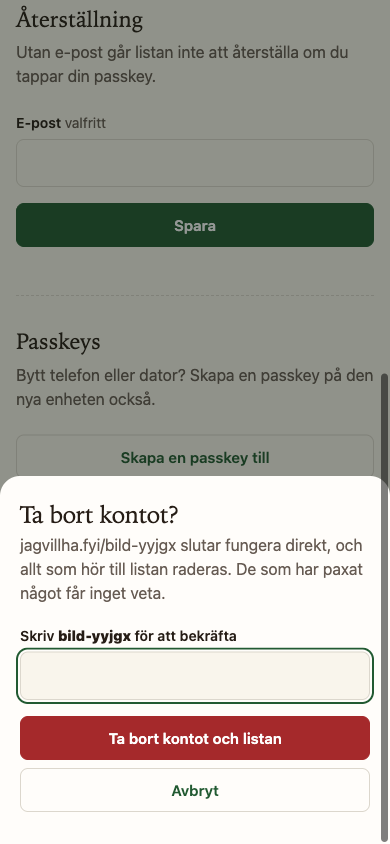 Återställning
Utan e-post går listan inte att återställa om du
tappar din passkey.
E-post valfritt
Spara
Passkeys
Bytt telefon eller dator? Skapa en passkey på den
nya enheten också.
Skapa en passkey till
Ta bort kontot?
jagvillha.fyi/bild-yyjgx slutar fungera direkt, och
allt som hör till listan raderas. De som har paxat
något får inget veta.
Skriv bild-yyjgx för att bekräfta
Ta bort kontot och listan
Avbryt